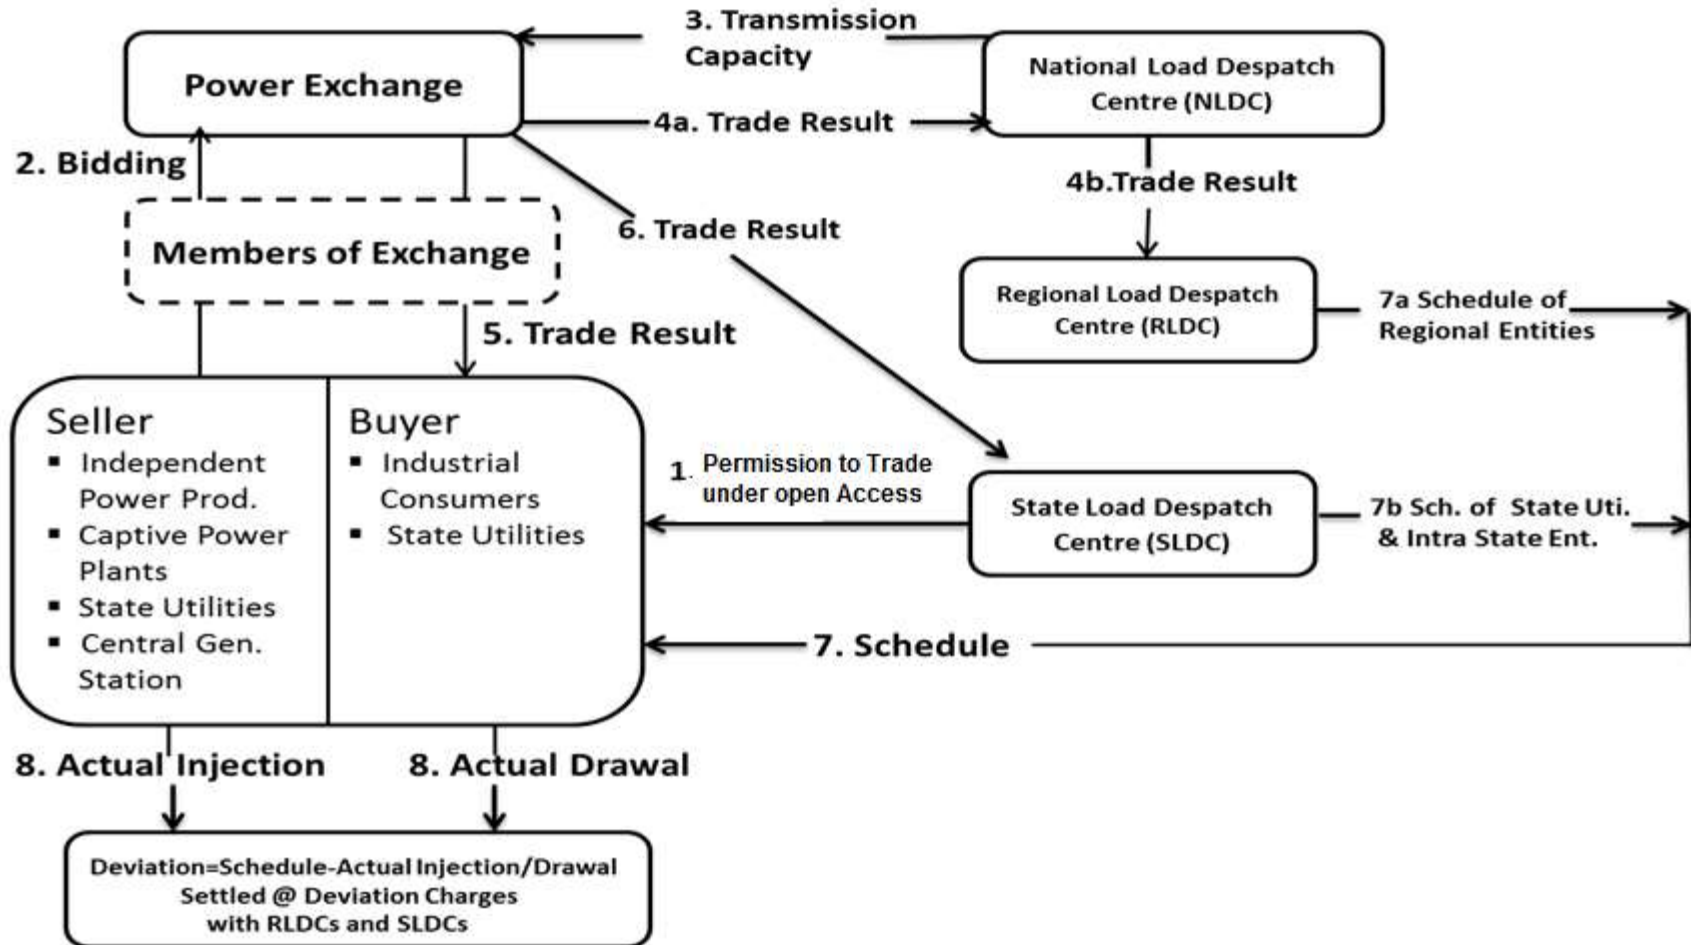 3. Transmission
Capacity
Power Exchange
National Load Despatch
Centre (NLDC)
4a. Trade Result
2. Bidding
4b.Trade Result
Members of Exchange
6. Trade Result
Regional Load Despatch
Centre (RLDC)
7a Schedule of
Regional Entities
5. Trade Result
Seller
▪ Independent
Power Prod.
▪ Captive Power
Plants
▪ State Utilities
▪ Central Gen.
Station
Buyer
▪ Industrial
Consumers
▪ State Utilities
1. Permission to Trade
under open Access
State Load Despatch
Centre (SLDC)
7b Sch. of State Uti.
& Intra State Ent.
7. Schedule
8. Actual Injection
8. Actual Drawal
Deviation=Schedule-Actual Injection/Drawal
Settled @ Deviation Charges
with RLDCs and SLDCs